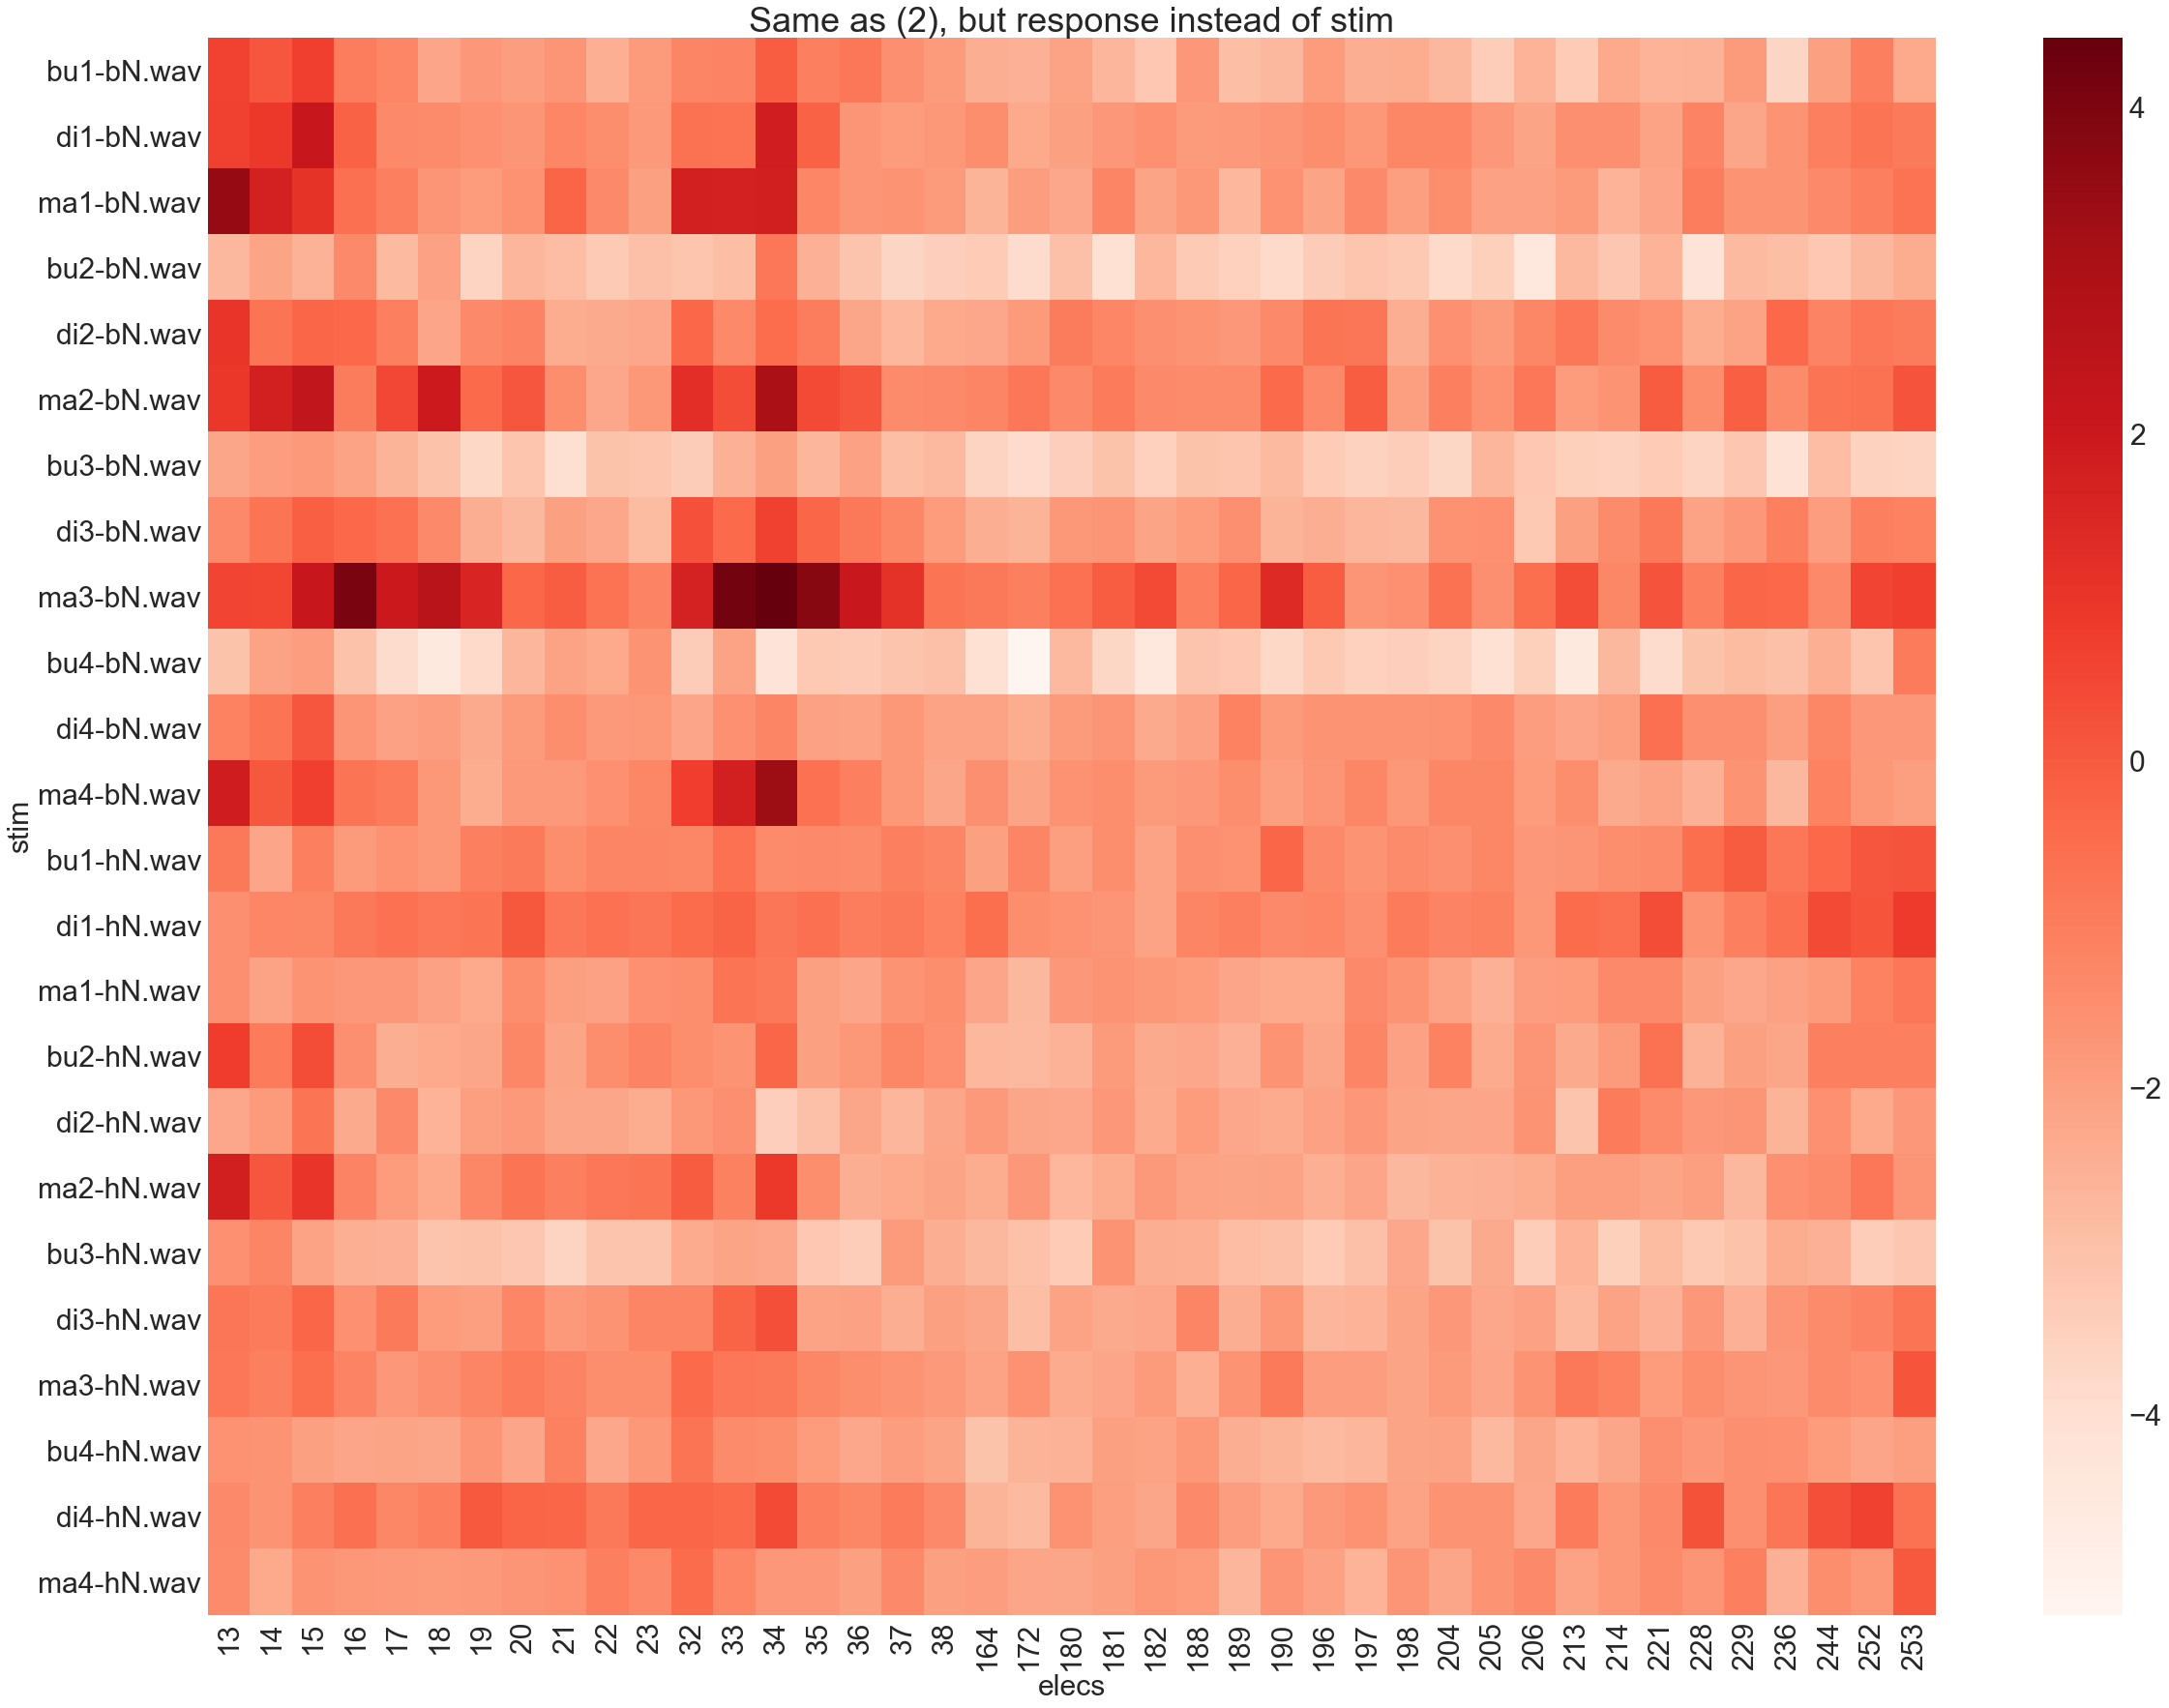 Same as (2), but response instead of stim
bu1-bN.wav
di1-bN.wav
ma1-bN.wav
bu2-bN.wav
di2-bN.wav
ma2-bN.wav
bu3-bN.wav
di3-bN.wav
ma3-bN.wav
bu4-bN.wav
di4-bN.wav
ma4-bN.wav
bu1-hN.wav
di1-hN.wav
ma1-hN.wav
bu2-hN.wav
di2-hN.wav
ma2-hN.wav
bu3-hN.wav
di3-hN.wav
ma3-hN.wav
bu4-hN.wav
di4-hN.wav
ma4-hN.wav
stim
13 14 15 16 17 18 19 20 21 22 23 32 33 34 35 36 37 38 164 172 180 181 182 188 189 190 196 197 198 204 205 206 213 214 221 228 229 236 244 252 253
elecs
4
2
0
−2
−4